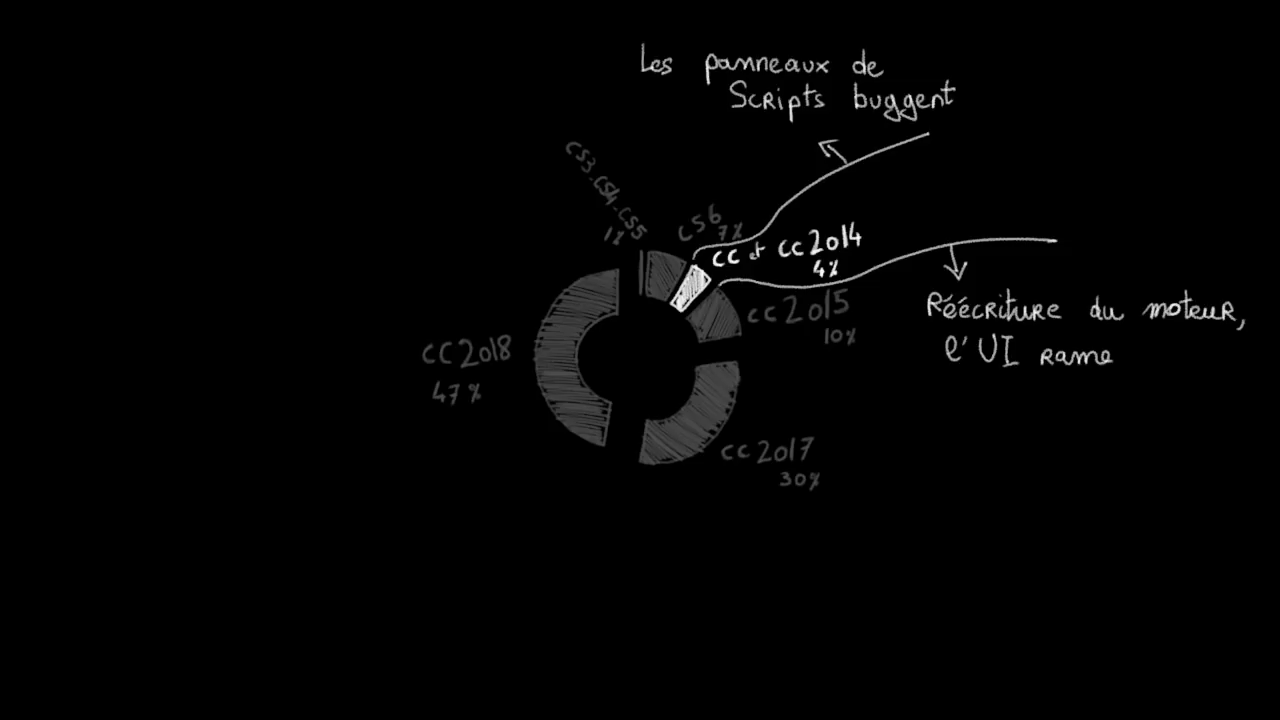 Les panneaux de
Scripts buggent
CS3.CS4.CS5
1%
CS6
7%
CC et CC2014
4%
CC2015
10%
Réécriture du moteur,
l'UI rame
CC2018
47%
CC2017
30%